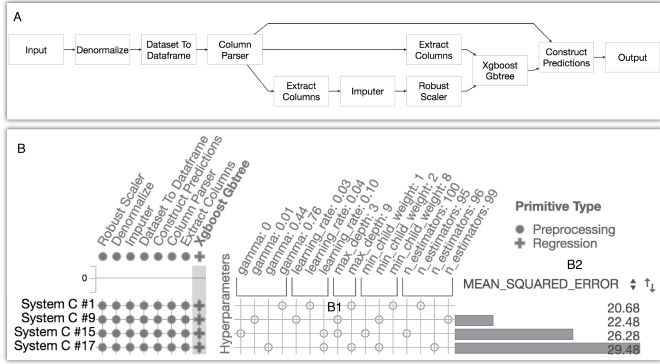 A
Input
Denormalize
Dataset To
Dataframe
Column
Parser
Extract
Columns
Extract
Columns
Imputer
Robust
Scaler
Xgboost
Gbtree
Construct
Predictions
Output
B
Robust Scaler
Denormalize
Imputer
Dataset To Dataframe
Construct Predictions
Column Parser
Extract Columns
Xgboost Gbtree
0
System C #1
System C #9
System C #15
System C #17
Hyperparameters
gamma: 0
gamma: 0.01
gamma: 0.44
gamma: 0.76
learning_rate: 0.03
learning_rate: 0.04
learning_rate: 0.10
max_depth: 3
max_depth: 9
min_child_weight: 1
min_child_weight: 2
min_child_weight: 8
n_estimators: 100
n_estimators: 95
n_estimators: 96
n_estimators: 99
B1
Primitive Type
Preprocessing
Regression
B2
MEAN_SQUARED_ERROR
20.68
22.48
26.28
29.48